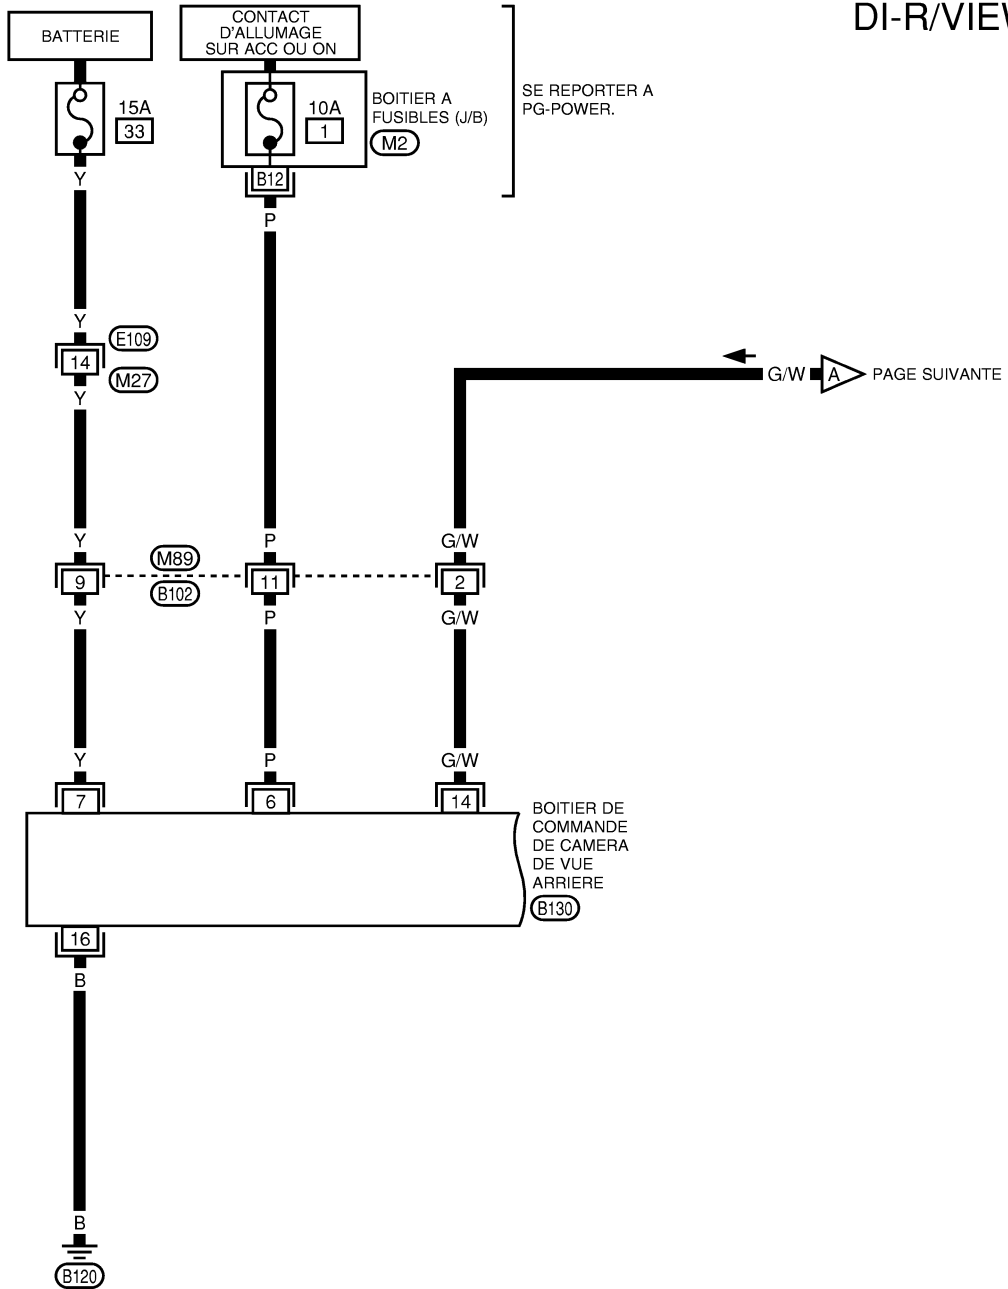 DI-R/VIEW
BATTERIE
CONTACT
D'ALLUMAGE
SUR ACC OU ON
15A
33
10A
1
BOITIER A
FUSIBLES (J/B)
M2
SE REPORTER A
PG-POWER.
B12
Y
P
Y
E109
14
M27
Y
G/W
A
PAGE SUIVANTE
Y
P
G/W
M89
9
11
2
B102
Y
P
G/W
Y
P
G/W
7
6
14
BOITIER DE
COMMANDE
DE CAMERA
DE VUE
ARRIERE
B130
16
B
B
B120